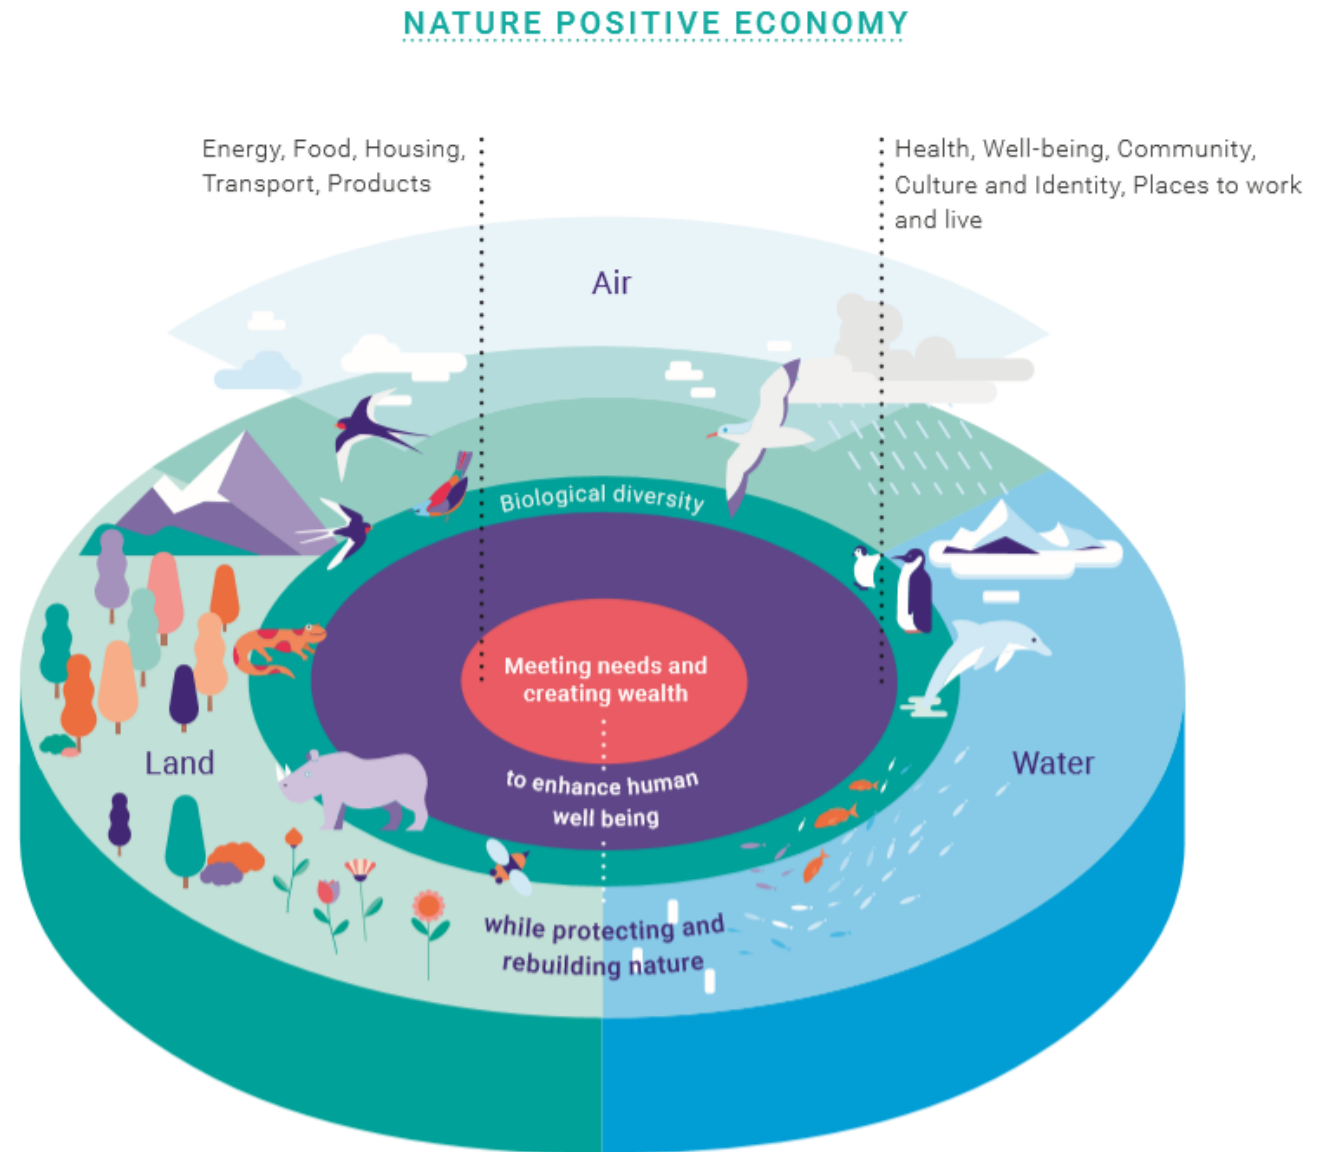 NATURE POSITIVE ECONOMY
Energy, Food, Housing,
Transport, Products
Health, Well-being, Community,
Culture and Identity, Places to work
and live
Air
Biological diversity
Meeting needs and
creating wealth
Land
Water
to enhance human
well being
while protecting and
rebuilding nature